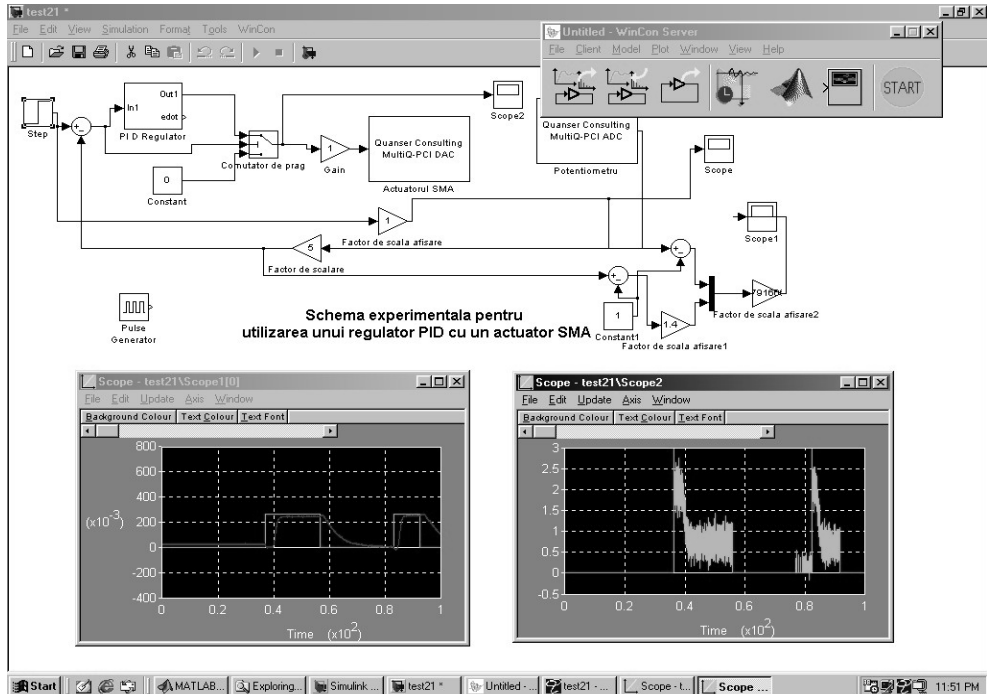 test21 *
File Edit View Simulation Format Tools WinCon
Untitled - WinCon Server
File Client Model Plot Window View Help
START
Step
In1
Out1
edot
PID Regulator
Comutator de prag
0
Constant
1
Gain
Quanser Consulting
MultiQ-PCI DAC
Actuatorul SMA
Scope2
Quanser Consulting
MultiQ-PCI ADC
Potentiometru
Scope
1
Factor de scala afisare
Scope1
5
Factor de scalare
1
Constant1
1.4
Factor de scala afisare1
Factor de scala afisare2
Pulse
Generator
Schema experimentala pentru
utilizarea unui regulator PID cu un actuator SMA
Scope - test21\Scope1[0]
File Edit Update Axis Window
Background Colour Text Colour Text Font
800
600
400
200
0
-200
-400
(x10-3)
0 0.2 0.4 0.6 0.8 1
Time (x102)
Scope - test21\Scope2
File Edit Update Axis Window
Background Colour Text Colour Text Font
3
2.5
2
1.5
1
0.5
0
-0.5
0 0.2 0.4 0.6 0.8 1
Time (x102)
Start MATLAB... Exploring... Simulink ... test21 * Untitled - ... test21 - ... Scope - t... Scope ... 11:51 PM